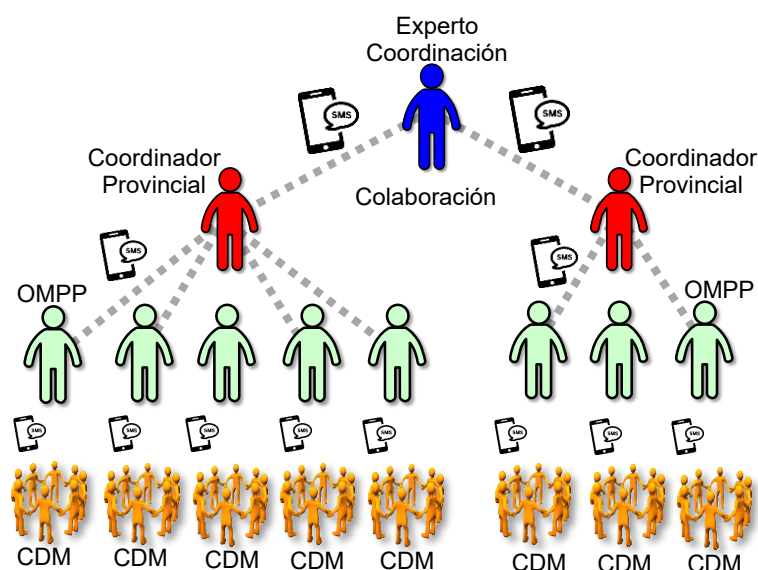 Experto
Coordinación
SMS
SMS
Coordinador
Provincial
Coordinador
Provincial
Colaboración
SMS
SMS
OMPP
OMPP
SMS
SMS
SMS
SMS
SMS
SMS
SMS
SMS
CDM
CDM
CDM
CDM
CDM
CDM
CDM
CDM